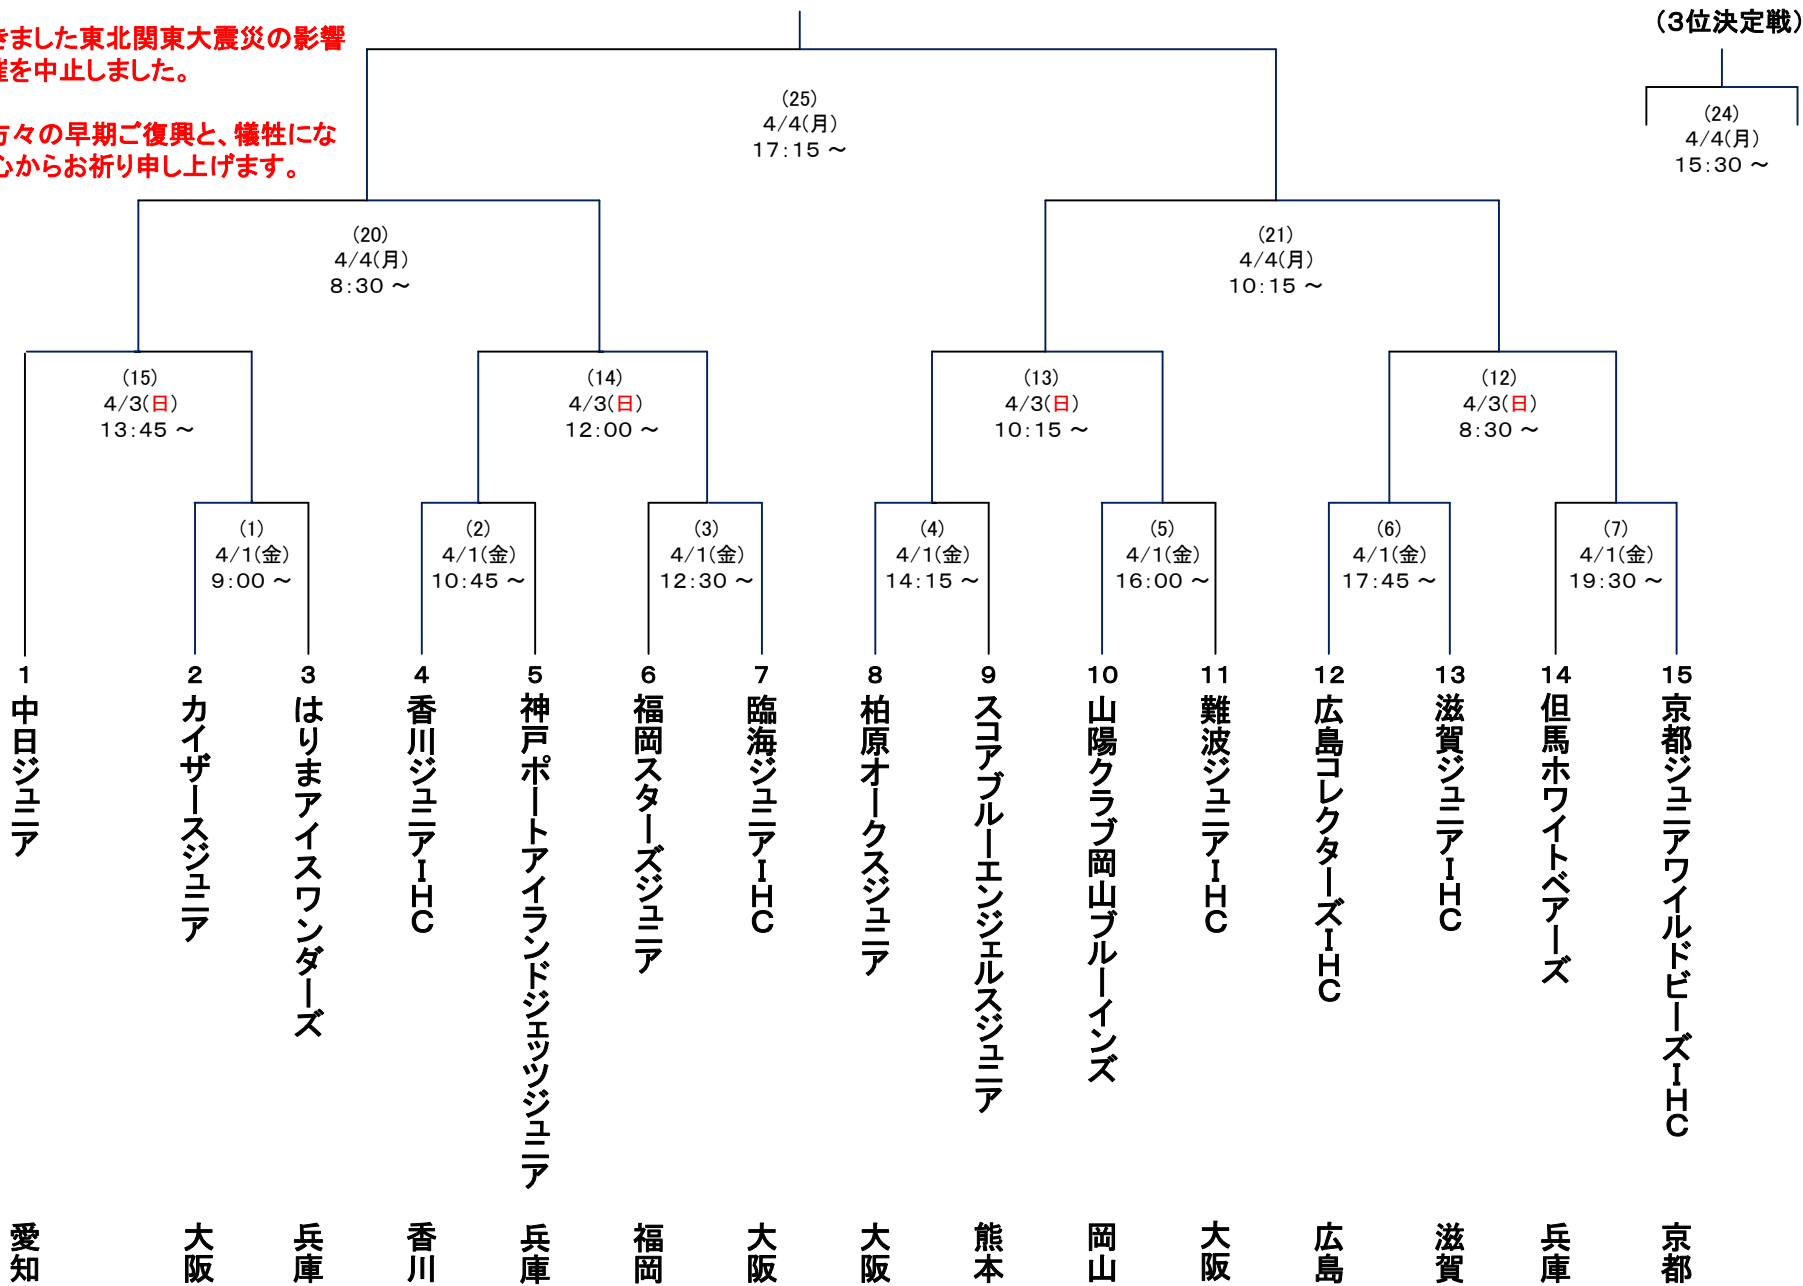 (3位決定戦)
きました東北関東大震災の影響
催を中止しました。
方々の早期ご復興と、犠牲にな
心からお祈り申し上げます。
(25)
4/4(月)
17:15 ～
(24)
4/4(月)
15:30 ～
(20)
4/4(月)
8:30 ～
(21)
4/4(月)
10:15 ～
(15)
4/3(日)
13:45 ～
(14)
4/3(日)
12:00 ～
(13)
4/3(日)
10:15 ～
(12)
4/3(日)
8:30 ～
(1)
4/1(金)
9:00 ～
(2)
4/1(金)
10:45 ～
(3)
4/1(金)
12:30 ～
(4)
4/1(金)
14:15 ～
(5)
4/1(金)
16:00 ～
(6)
4/1(金)
17:45 ～
(7)
4/1(金)
19:30 ～
1
中日ジュニア
愛知
2
カイザースジュニア
大阪
3
はりまアイスワンダーズ
兵庫
4
香川ジュニアIHC
香川
5
神戸ポートアイランドジェッツジュニア
兵庫
6
福岡スターズジュニア
福岡
7
臨海ジュニアIHC
大阪
8
柏原オークスジュニア
大阪
9
スコアブルーエンジェルスジュニア
熊本
10
山陽クラブ岡山ブルーインズ
岡山
11
難波ジュニアIHC
大阪
12
広島コレクターズIHC
広島
13
滋賀ジュニアIHC
滋賀
14
但馬ホワイトベアーズ
兵庫
15
京都ジュニアワイルドビーズIHC
京都